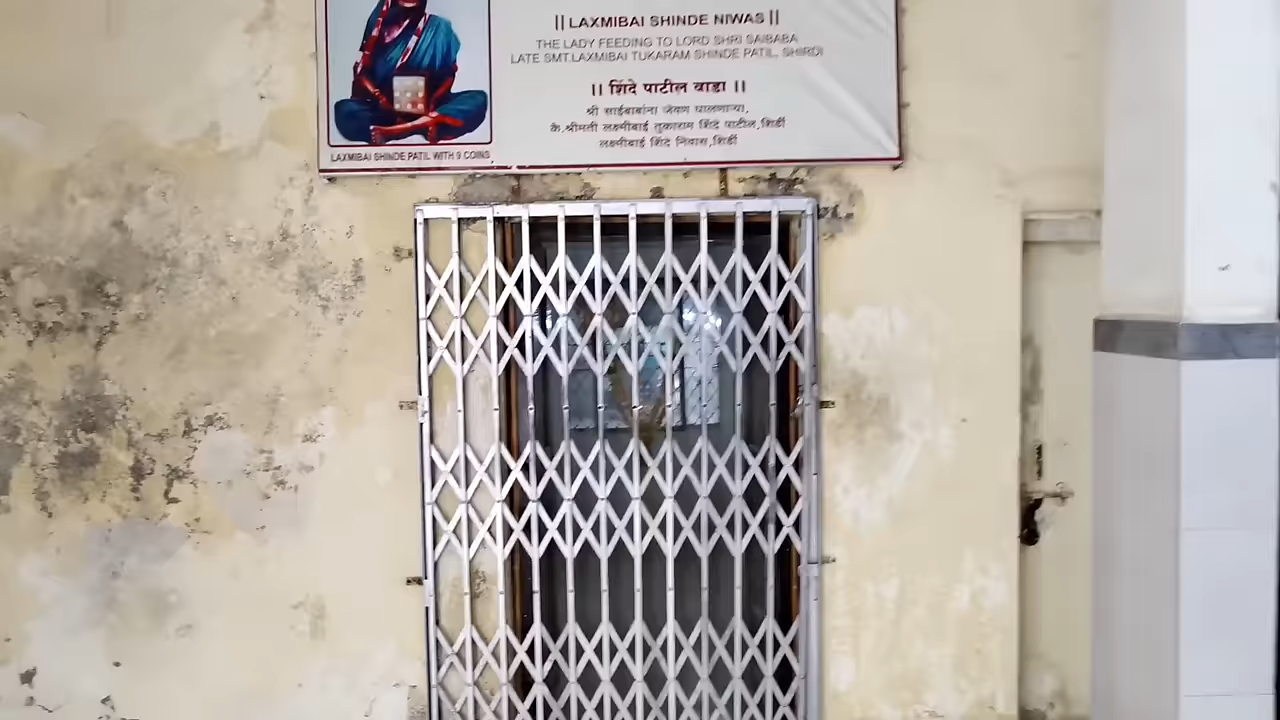 || LAXMIBAI SHINDE NIWAS ||
THE LADY FEEDING TO LORD SHRI SAIBABA
LATE SMT.LAXMIBAI TUKARAM SHINDE PATIL, SHIRDI
|| शिंदे पाटील वाडा ||
श्री साईबाबांना जेवण घालणाऱ्या,
कै.श्रीमती लक्ष्मीबाई तुकाराम शिंदे पाटील,शिर्डी
लक्ष्मीबाई शिंदे निवास,शिर्डी
LAXMIBAI SHINDE PATIL WITH 9 COINS